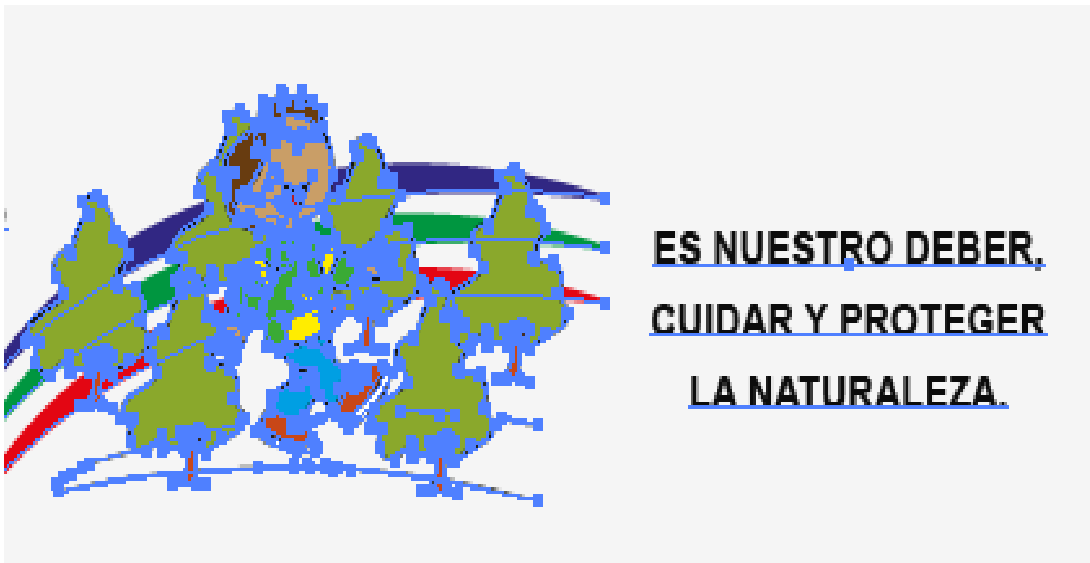 ES NUESTRO DEBER.
CUIDAR Y PROTEGER
LA NATURALEZA.